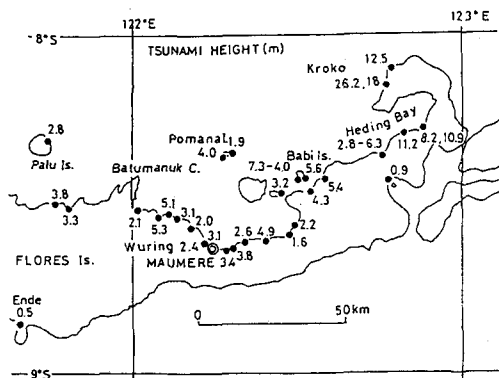 122°E
123°E
8°S
TSUNAMI HEIGHT (m)
Kroko
12.5
26.2, 18
Heding Bay
2.8
Palu Is.
Pomana
1.9
4.0
Babi Is.
2.8-6.3
11.2
8.2, 10.9
Batumanuk C.
7.3-4.0
5.6
5.4
0.9
3.2
4.3
3.8
3.3
2.1
5.1
5.3
3.1
2.0
2.2
1.6
Wuring 2.4
3.1
2.6
4.9
FLORES Is.
MAUMERE
3.4
3.8
Ende
0.5
0
50km
9°S